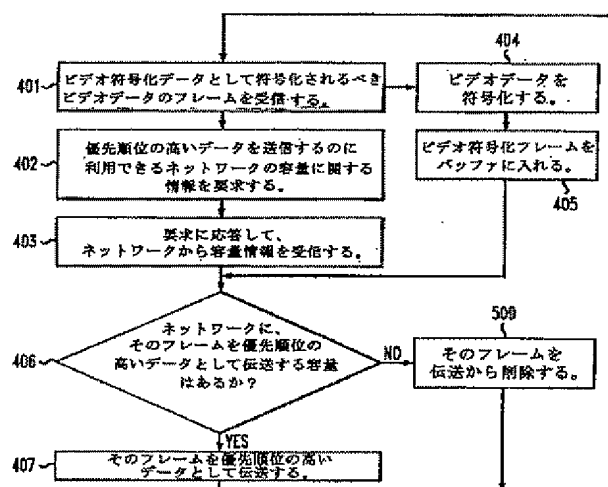 401
ビデオ符号化データとして符号化されるべき
ビデオデータのフレームを受信する。
404
ビデオデータを
符号化する。
402
優先順位の高いデータを送信するのに
利用できるネットワークの容量に関する
情報を要求する。
ビデオ符号化フレームを
バッファに入れる。
405
403
要求に応答して、
ネットワークから容量情報を受信する。
406
ネットワークに、
そのフレームを優先順位の
高いデータとして伝送する容量
はあるか？
NO
509
そのフレームを
伝送から削除する。
YES
407
そのフレームを優先順位の高い
データとして伝送する。